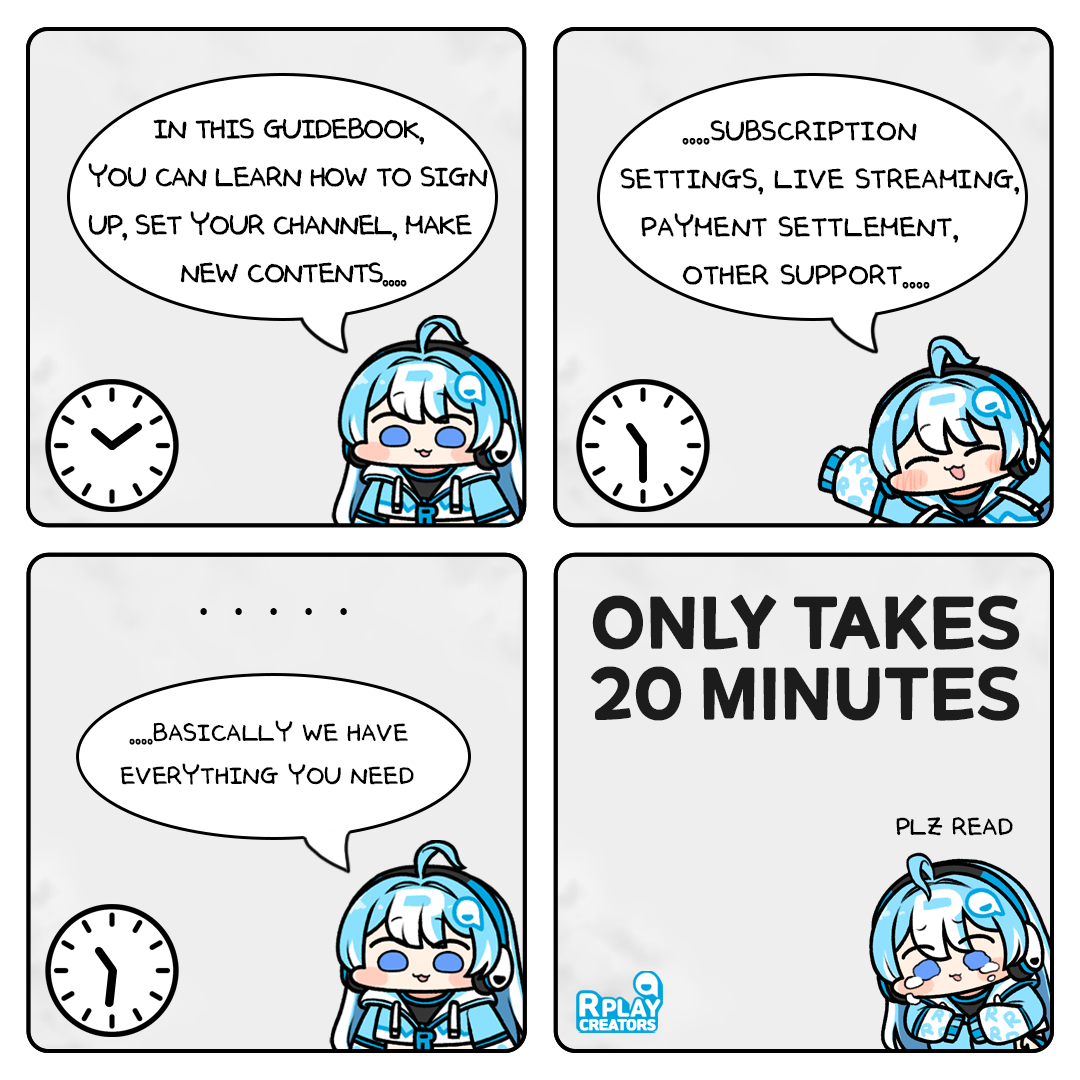 IN THIS GUIDEBOOK,
YOU CAN LEARN HOW TO SIGN
UP, SET YOUR CHANNEL, MAKE
NEW CONTENTS....
....SUBSCRIPTION
SETTINGS, LIVE STREAMING,
PAYMENT SETTLEMENT,
OTHER SUPPORT....
. . . . .
....BASICALLY WE HAVE
EVERYTHING YOU NEED
ONLY TAKES
20 MINUTES
PLZ READ
RPLAY
CREATORS